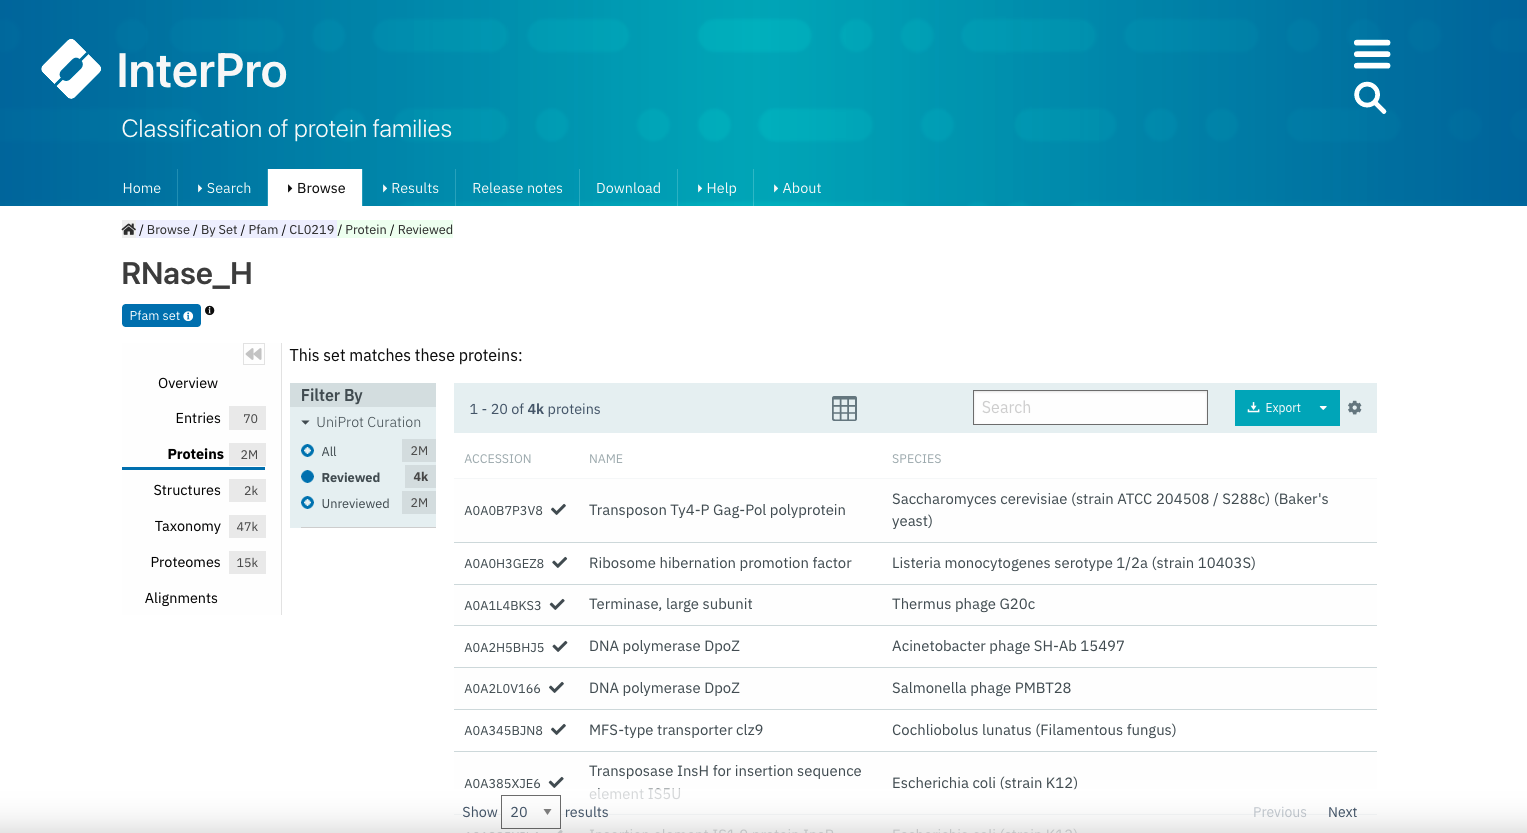 InterPro
Classification of protein families
Home
Search
Browse
Results
Release notes
Download
Help
About
/ Browse / By Set / Pfam / CL0219 / Protein / Reviewed
RNase_H
Pfam set
This set matches these proteins:
Overview
Entries 70
Proteins 2M
Structures 2k
Taxonomy 47k
Proteomes 15k
Alignments
Filter By
UniProt Curation
All 2M
Reviewed 4k
Unreviewed 2M
1 - 20 of 4k proteins
Search
Export
ACCESSION NAME SPECIES
A0A0B7P3V8 Transposon Ty4-P Gag-Pol polyprotein Saccharomyces cerevisiae (strain ATCC 204508 / S288c) (Baker's
yeast)
A0A0H3GEZ8 Ribosome hibernation promotion factor Listeria monocytogenes serotype 1/2a (strain 10403S)
A0A1L4BKS3 Terminase, large subunit Thermus phage G20c
A0A2H5BHJ5 DNA polymerase DpoZ Acinetobacter phage SH-Ab 15497
A0A2L0V166 DNA polymerase DpoZ Salmonella phage PMBT28
A0A345BJN8 MFS-type transporter clz9 Cochliobolus lunatus (Filamentous fungus)
A0A385XJE6 Transposase InsH for insertion sequence
element IS5U Escherichia coli (strain K12)
Show 20 results
Previous Next